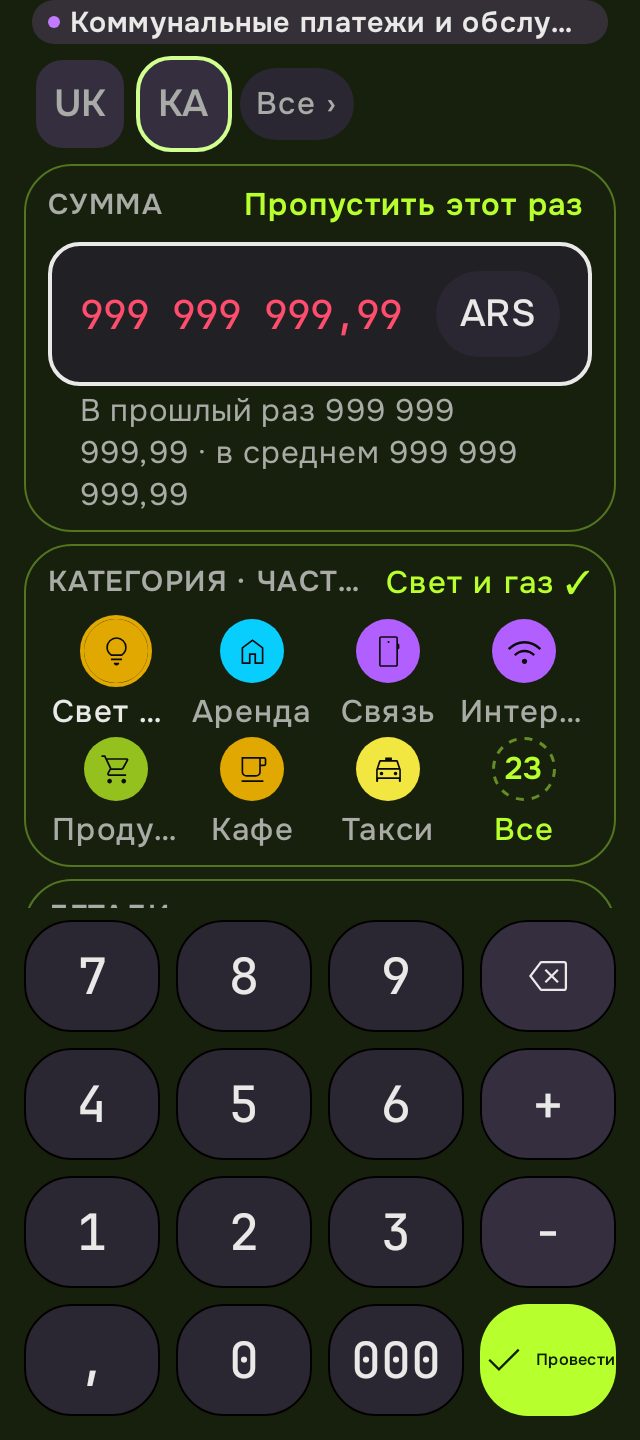 Коммунальные платежи и обслу...
UK KA Все ›
СУММА Пропустить этот раз
999 999 999,99 ARS
В прошлый раз 999 999
999,99 · в среднем 999 999
999,99
КАТЕГОРИЯ · ЧАСТ... Свет и газ ✓
Свет ... Аренда Связь Интер...
23
Проду... Кафе Такси Все
7 8 9
4 5 6 +
1 2 3 -
, 0 000 Провести